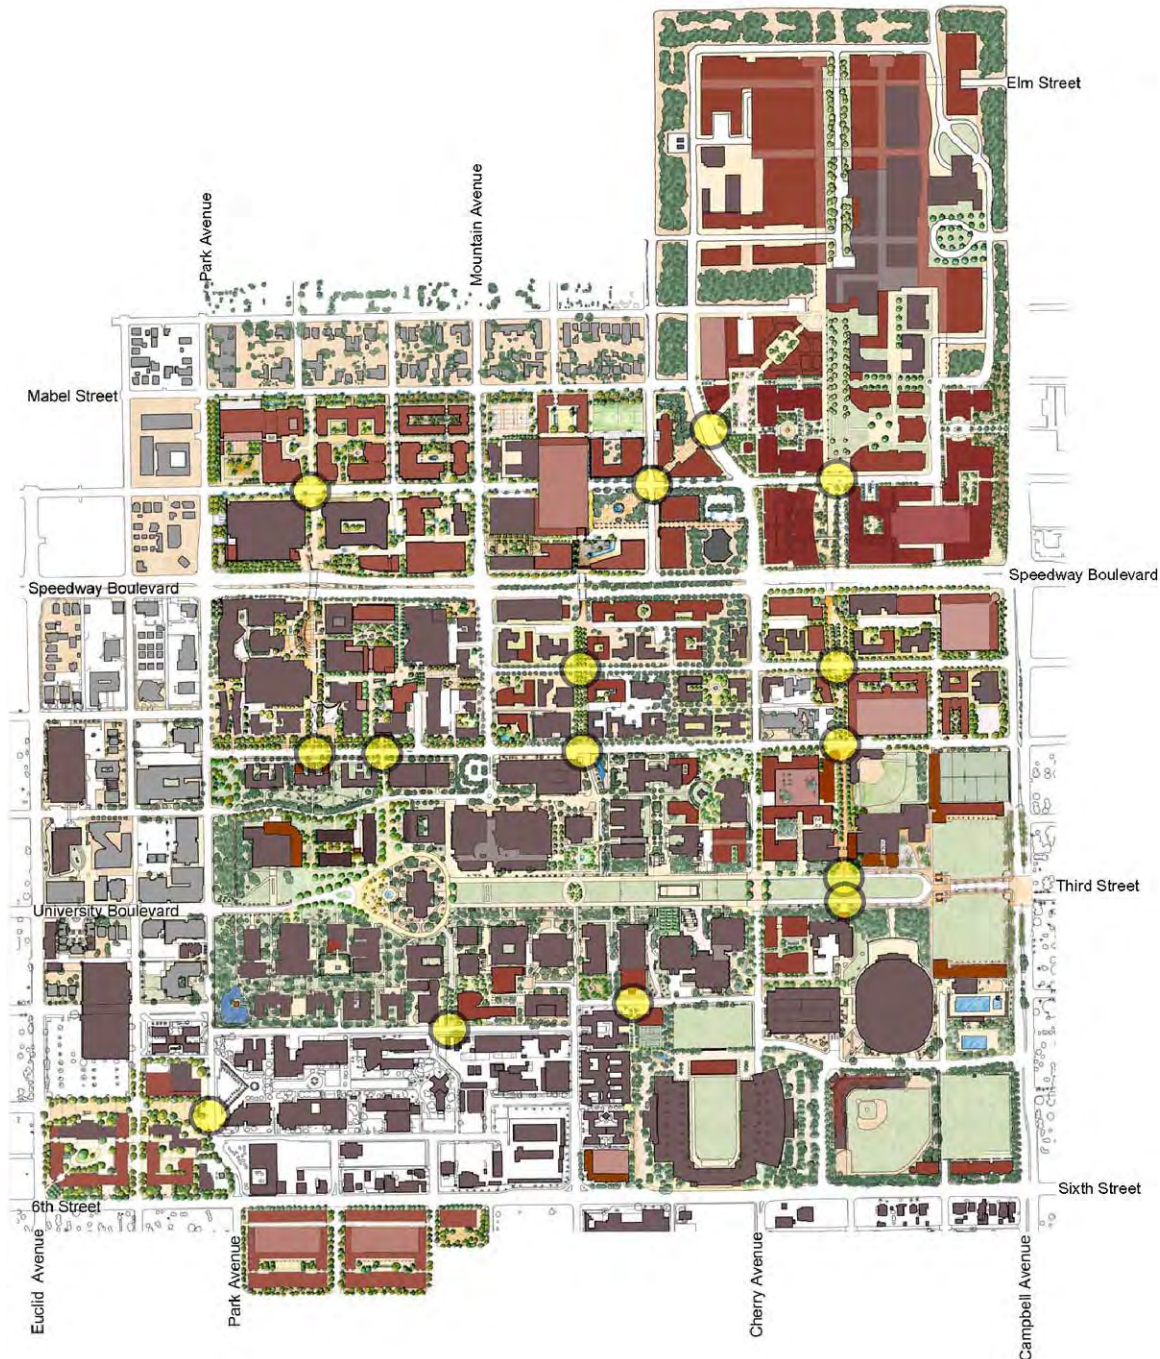 Elm Street
Park Avenue
Mountain Avenue
Mabel Street
Speedway Boulevard
Speedway Boulevard
Third Street
University Boulevard
Sixth Street
6th Street
Euclid Avenue
Park Avenue
Cherry Avenue
Campbell Avenue